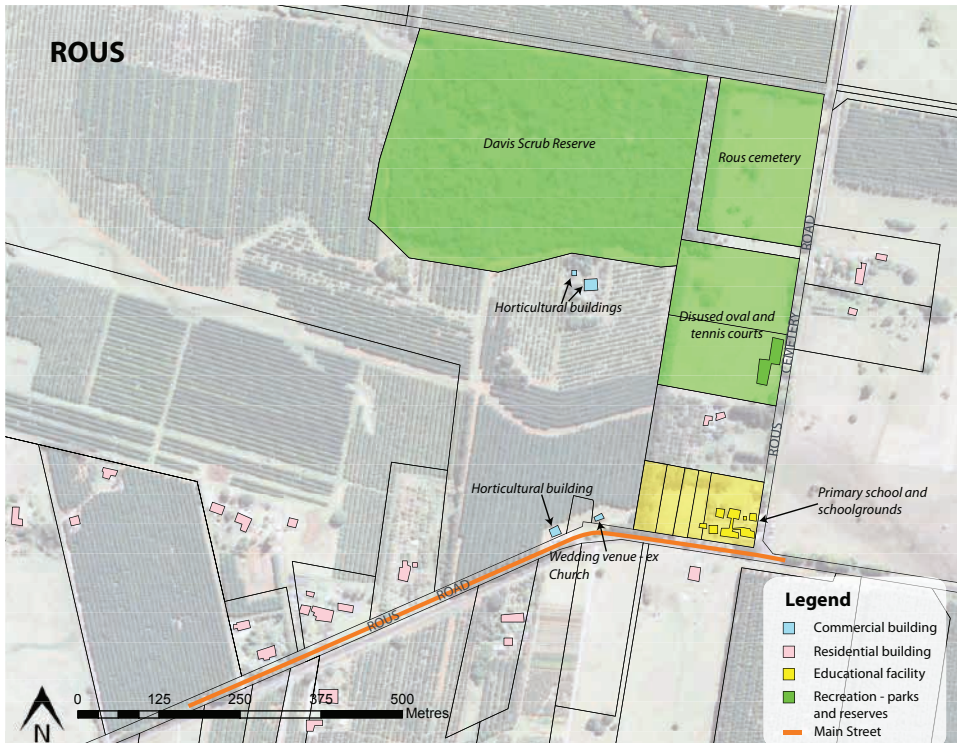 ROUS
Davis Scrub Reserve
Rous cemetery
Horticultural buildings
Disused oval and
tennis courts
ROUS CEMETERY ROAD
Horticultural building
Primary school and
schoolgrounds
Wedding venue - ex
Church
ROUS ROAD
Legend
Commercial building
Residential building
Educational facility
Recreation - parks
and reserves
Main Street
0 125 250 375 500
Metres
N